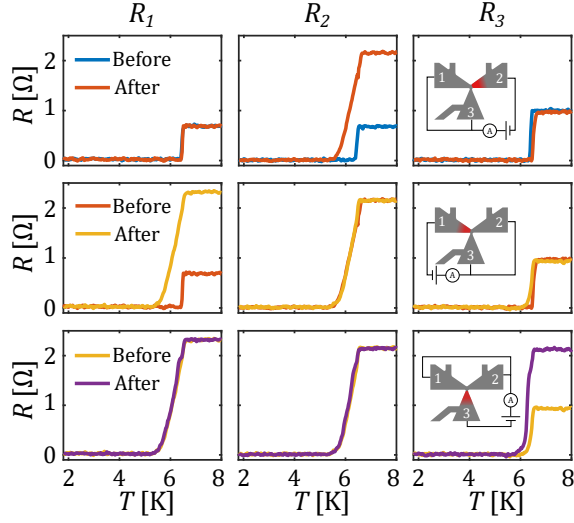 R₁ R₂ R₃
R [Ω]
2
1
0
Before
After
1 2
3
A
R [Ω]
2
1
0
Before
After
1 2
3
A
R [Ω]
2
1
0
Before
After
1 2
3
A
2 4 6 8 2 4 6 8 2 4 6 8
T [K] T [K] T [K]